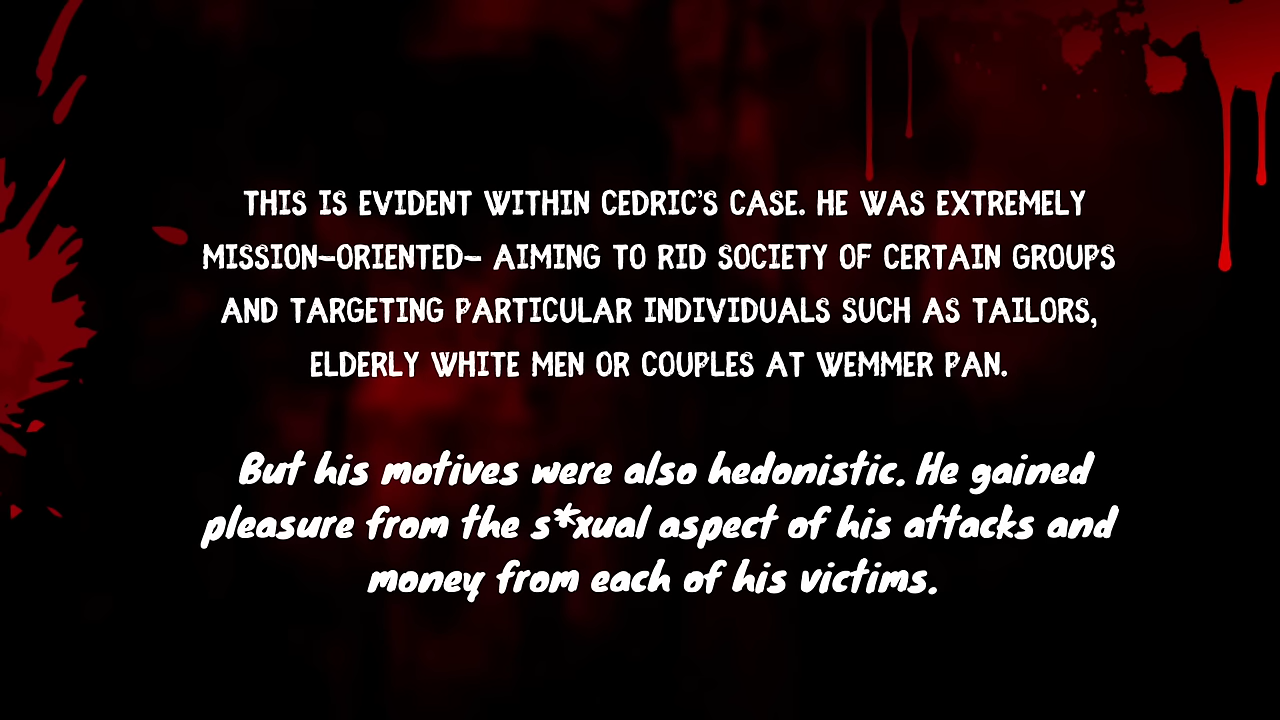 THIS IS EVIDENT WITHIN CEDRIC'S CASE. HE WAS EXTREMELY
MISSION-ORIENTED- AIMING TO RID SOCIETY OF CERTAIN GROUPS
AND TARGETING PARTICULAR INDIVIDUALS SUCH AS TAILORS,
ELDERLY WHITE MEN OR COUPLES AT WEMMER PAN.
But his motives were also hedonistic. He gained
pleasure from the s*xual aspect of his attacks and
money from each of his victims.